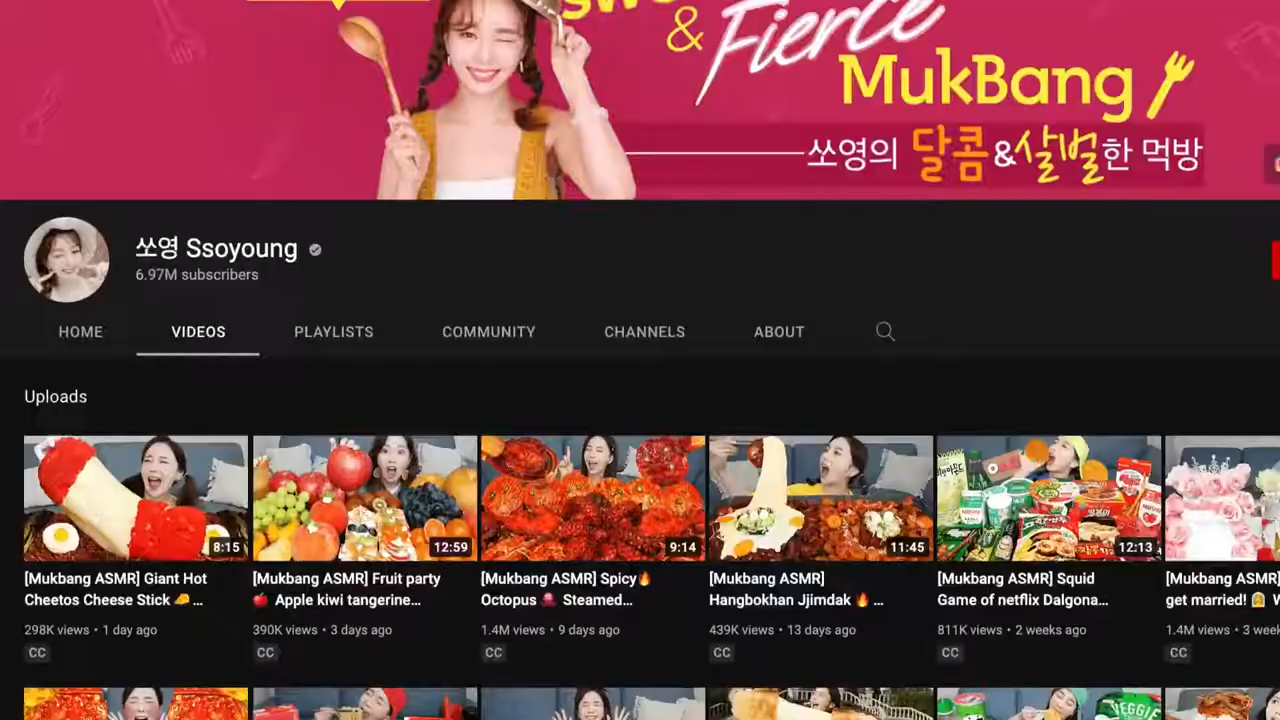 &
Fierce
MukBang
쏘영의 달콤&살벌한 먹방
쏘영 Ssoyoung
6.97M subscribers
HOME VIDEOS PLAYLISTS COMMUNITY CHANNELS ABOUT
Uploads
8:15 12:59 9:14 11:45 12:13
[Mukbang ASMR] Giant Hot
Cheetos Cheese Stick 🧀 ...
298K views • 1 day ago
CC
[Mukbang ASMR] Fruit party
🍎 Apple kiwi tangerine...
390K views • 3 days ago
CC
[Mukbang ASMR] Spicy🔥
Octopus 🐙 Steamed...
1.4M views • 9 days ago
CC
[Mukbang ASMR]
Hangbokhan Jjimdak 🔥 ...
439K views • 13 days ago
CC
[Mukbang ASMR] Squid
Game of netflix Dalgona...
811K views • 2 weeks ago
CC
[Mukbang ASMR]
get married! 👰
1.4M views • 3
CC
VEGGIE